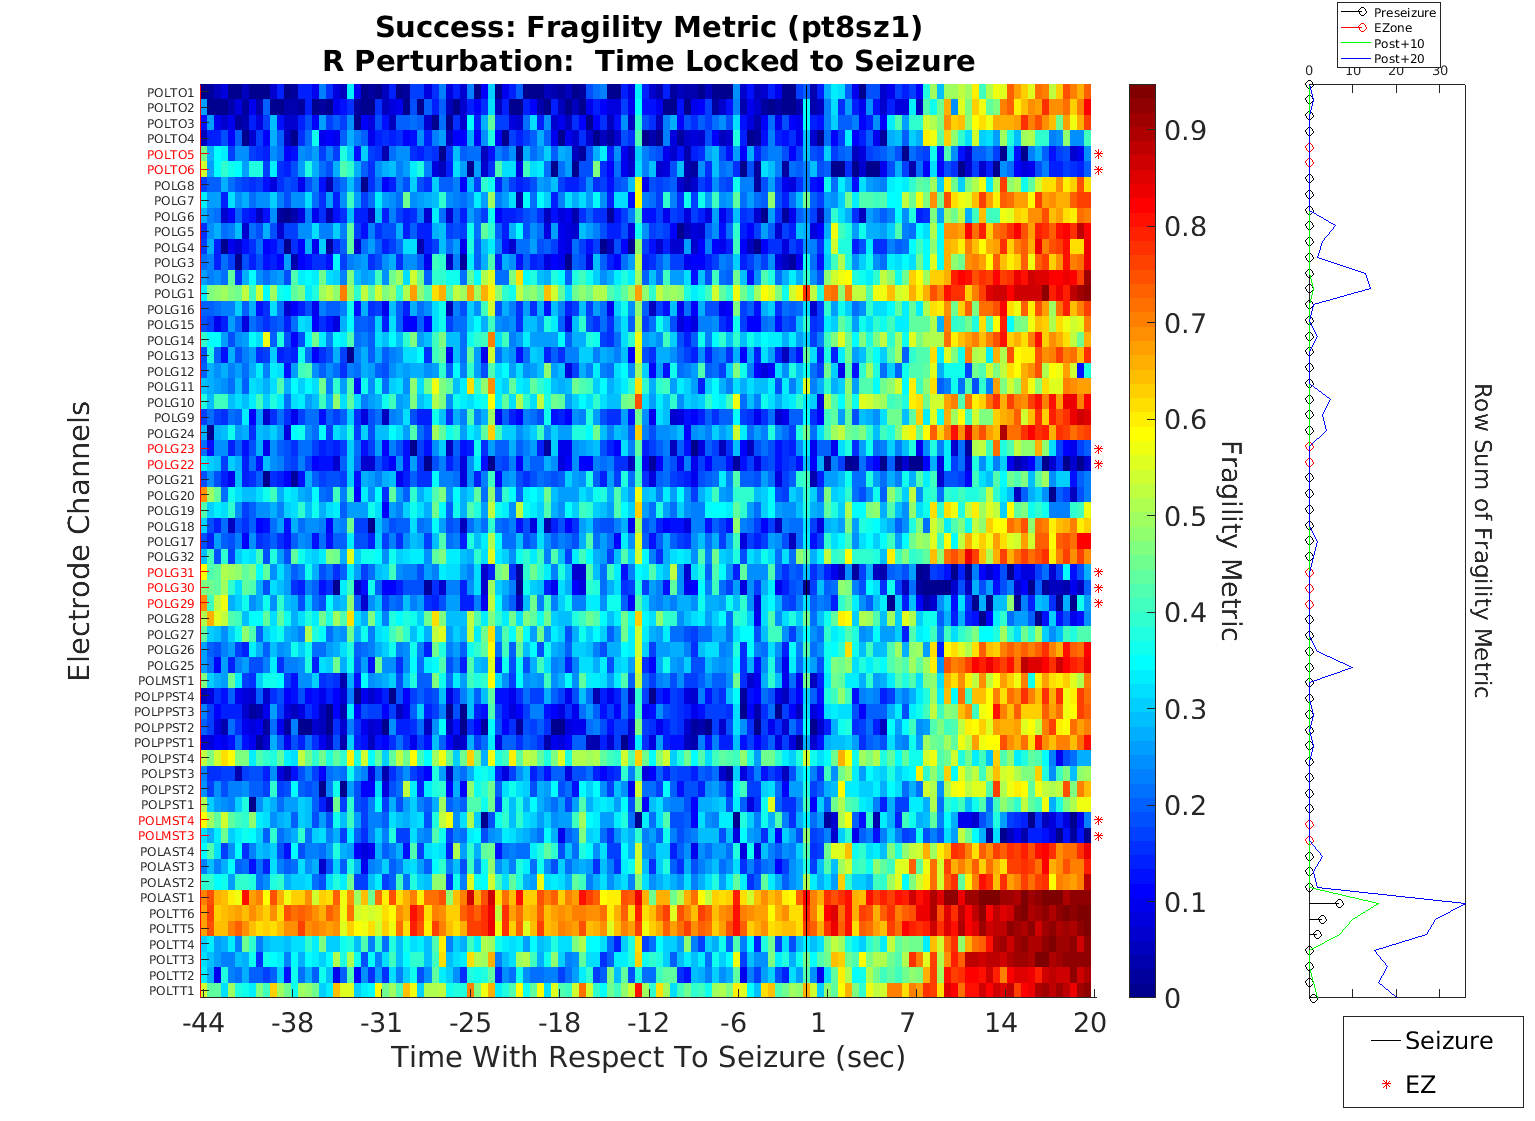 Success: Fragility Metric (pt8sz1)
R Perturbation:  Time Locked to Seizure
Electrode Channels
POLTO1
POLTO2
POLTO3
POLTO4
POLTO5
POLTO6
POLG8
POLG7
POLG6
POLG5
POLG4
POLG3
POLG2
POLG1
POLG16
POLG15
POLG14
POLG13
POLG12
POLG11
POLG10
POLG9
POLG24
POLG23
POLG22
POLG21
POLG20
POLG19
POLG18
POLG17
POLG32
POLG31
POLG30
POLG29
POLG28
POLG27
POLG26
POLG25
POLMST1
POLPPST4
POLPPST3
POLPPST2
POLPPST1
POLPST4
POLPST3
POLPST2
POLPST1
POLMST4
POLMST3
POLAST4
POLAST3
POLAST2
POLAST1
POLTT6
POLTT5
POLTT4
POLTT3
POLTT2
POLTT1
-44 -38 -31 -25 -18 -12 -6 1 7 14 20
Time With Respect To Seizure (sec)
0.9
0.8
0.7
0.6
0.5
0.4
0.3
0.2
0.1
0
Fragility Metric
Preseizure
EZone
Post+10
Post+20
0 10 20 30
Row Sum of Fragility Metric
Seizure
EZ